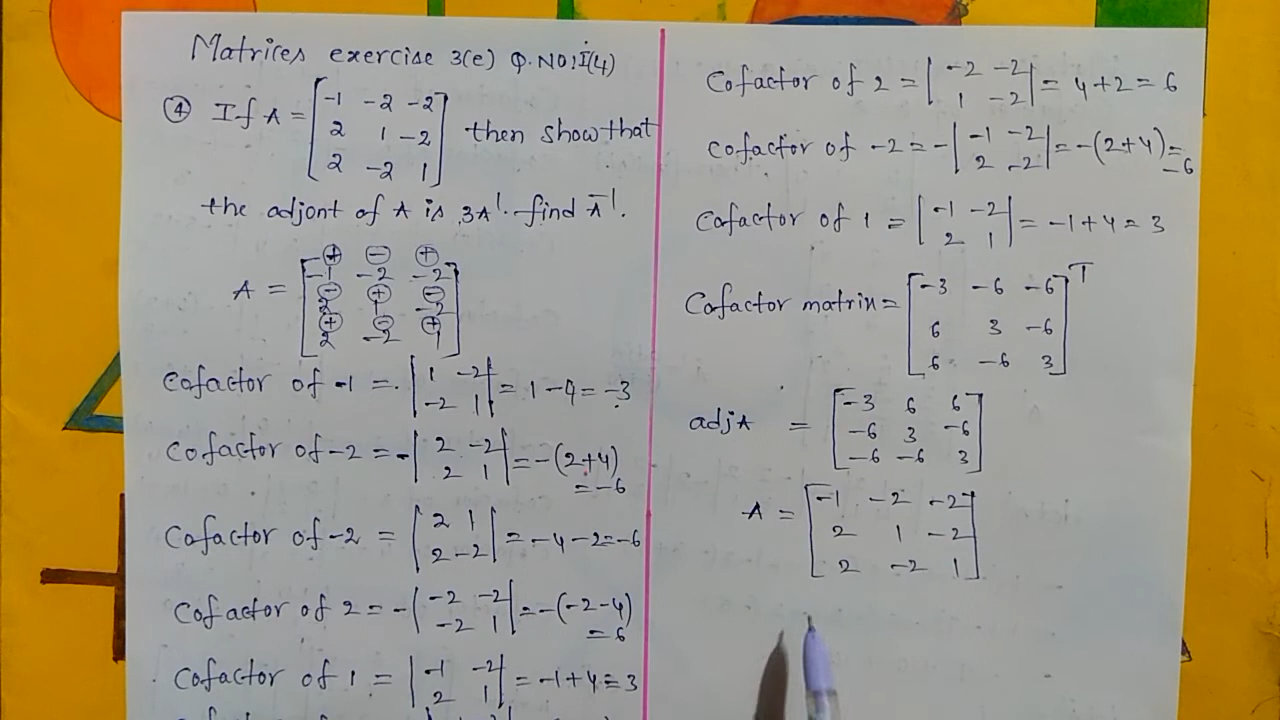 Matrices exercise 3(e) Q.NO:I(4)
④ If A = [-1 -2 -2
2 1 -2
2 -2 1] then show that
the adjont of A is 3A'. find A⁻¹.
A = [-1 -2 -2
2 1 -2
2 -2 1]
⊕ ⊖ ⊕
⊖ ⊕ ⊖
⊕ ⊖ ⊕
Cofactor of -1 = |1 -2
-2 1| = 1-4 = -3
Cofactor of -2 = -|2 -2
2 1| = -(2+4)
= -6
Cofactor of -2 = |2 1
2 -2| = -4-2 = -6
Cofactor of 2 = -|-2 -2
-2 1| = -(-2-4)
= 6
Cofactor of 1 = |-1 -2
2 1| = -1+4 = 3
Cofactor of 2 = |-2 -2
1 -2| = 4+2 = 6
Cofactor of -2 = -|-1 -2
2 -2| = -(2+4) =
-6
Cofactor of 1 = |-1 -2
2 1| = -1+4 = 3
Cofactor matrix = [-3 -6 -6
6 3 -6
6 -6 3]T
adjA = [-3 6 6
-6 3 -6
-6 -6 3]
A = [-1 -2 -2
2 1 -2
2 -2 1]